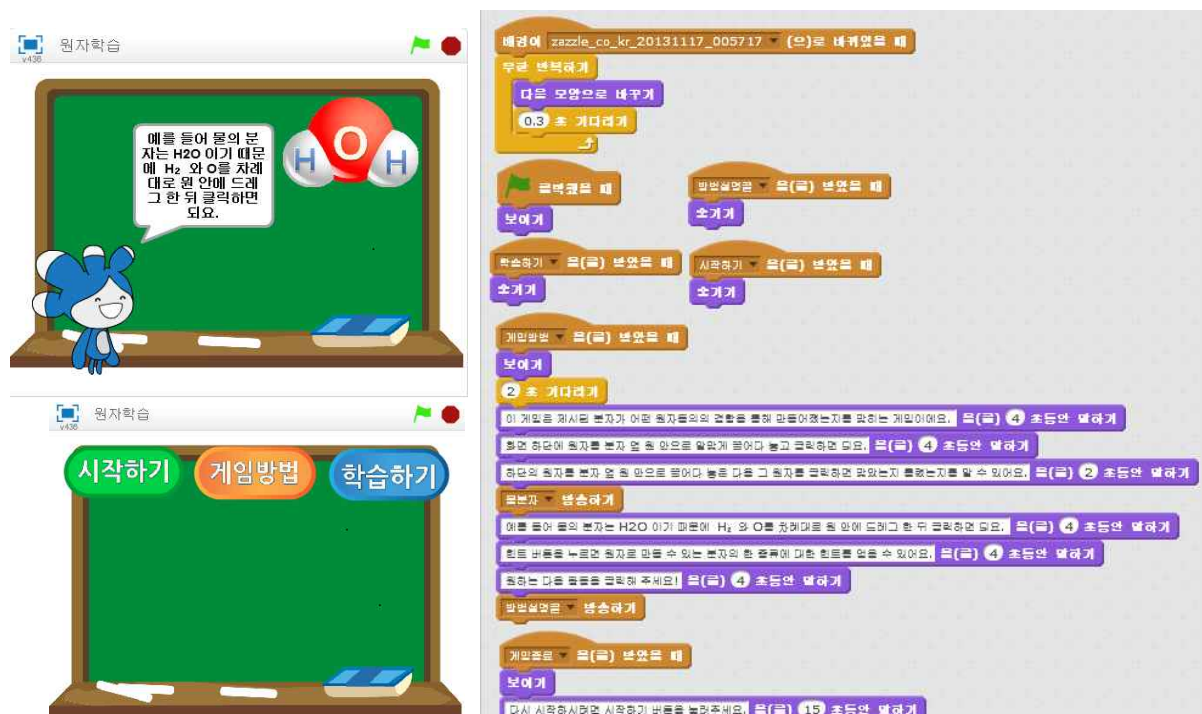 원자학습
v436
예를 들어 물의 분
자는 H2O 이기 때문
에 H₂ 와 O를 차례
대로 원 안에 드레
그 한 뒤 클릭하면
되요.
H O H
원자학습
v436
시작하기 게임방법 학습하기
배경이 zazzle_co_kr_20131117_005717 (으)로 바뀌었을 때
무한 반복하기
다음 모양으로 바꾸기
0.3 초 기다리기
클릭했을 때
보이기
방법설명끝 을(를) 받았을 때
숨기기
학습하기 을(를) 받았을 때
숨기기
시작하기 을(를) 받았을 때
숨기기
게임방법 을(를) 받았을 때
보이기
2 초 기다리기
이 게임은 제시된 분자가 어떤 원자들의의 결합을 통해 만들어졌는지를 맞히는 게임이에요. 을(를) 4 초동안 말하기
화면 하단에 원자를 분자 옆 원 안으로 알맞게 끌어다 놓고 클릭하면 되요. 을(를) 4 초동안 말하기
하단의 원자를 분자 옆 원 안으로 끌어다 놓은 다음 그 원자를 클릭하면 맞았는지 틀렸는지를 알 수 있어요. 을(를) 2 초동안 말하기
물분자 방송하기
예를 들어 물의 분자는 H2O 이기 때문에 H₂ 와 O를 차례대로 원 안에 드레그 한 뒤 클릭하면 되요. 을(를) 4 초동안 말하기
힌트 버튼을 누르면 원자로 만들 수 있는 분자의 한 종류에 대한 힌트를 얻을 수 있어요. 을(를) 4 초동안 말하기
원하는 다음 활동을 클릭해 주세요! 을(를) 4 초동안 말하기
방법설명끝 방송하기
게임종료 을(를) 받았을 때
보이기
다시 시작하시려면 시작하기 버튼을 눌러주세요. 을(를) 15 초동안 말하기